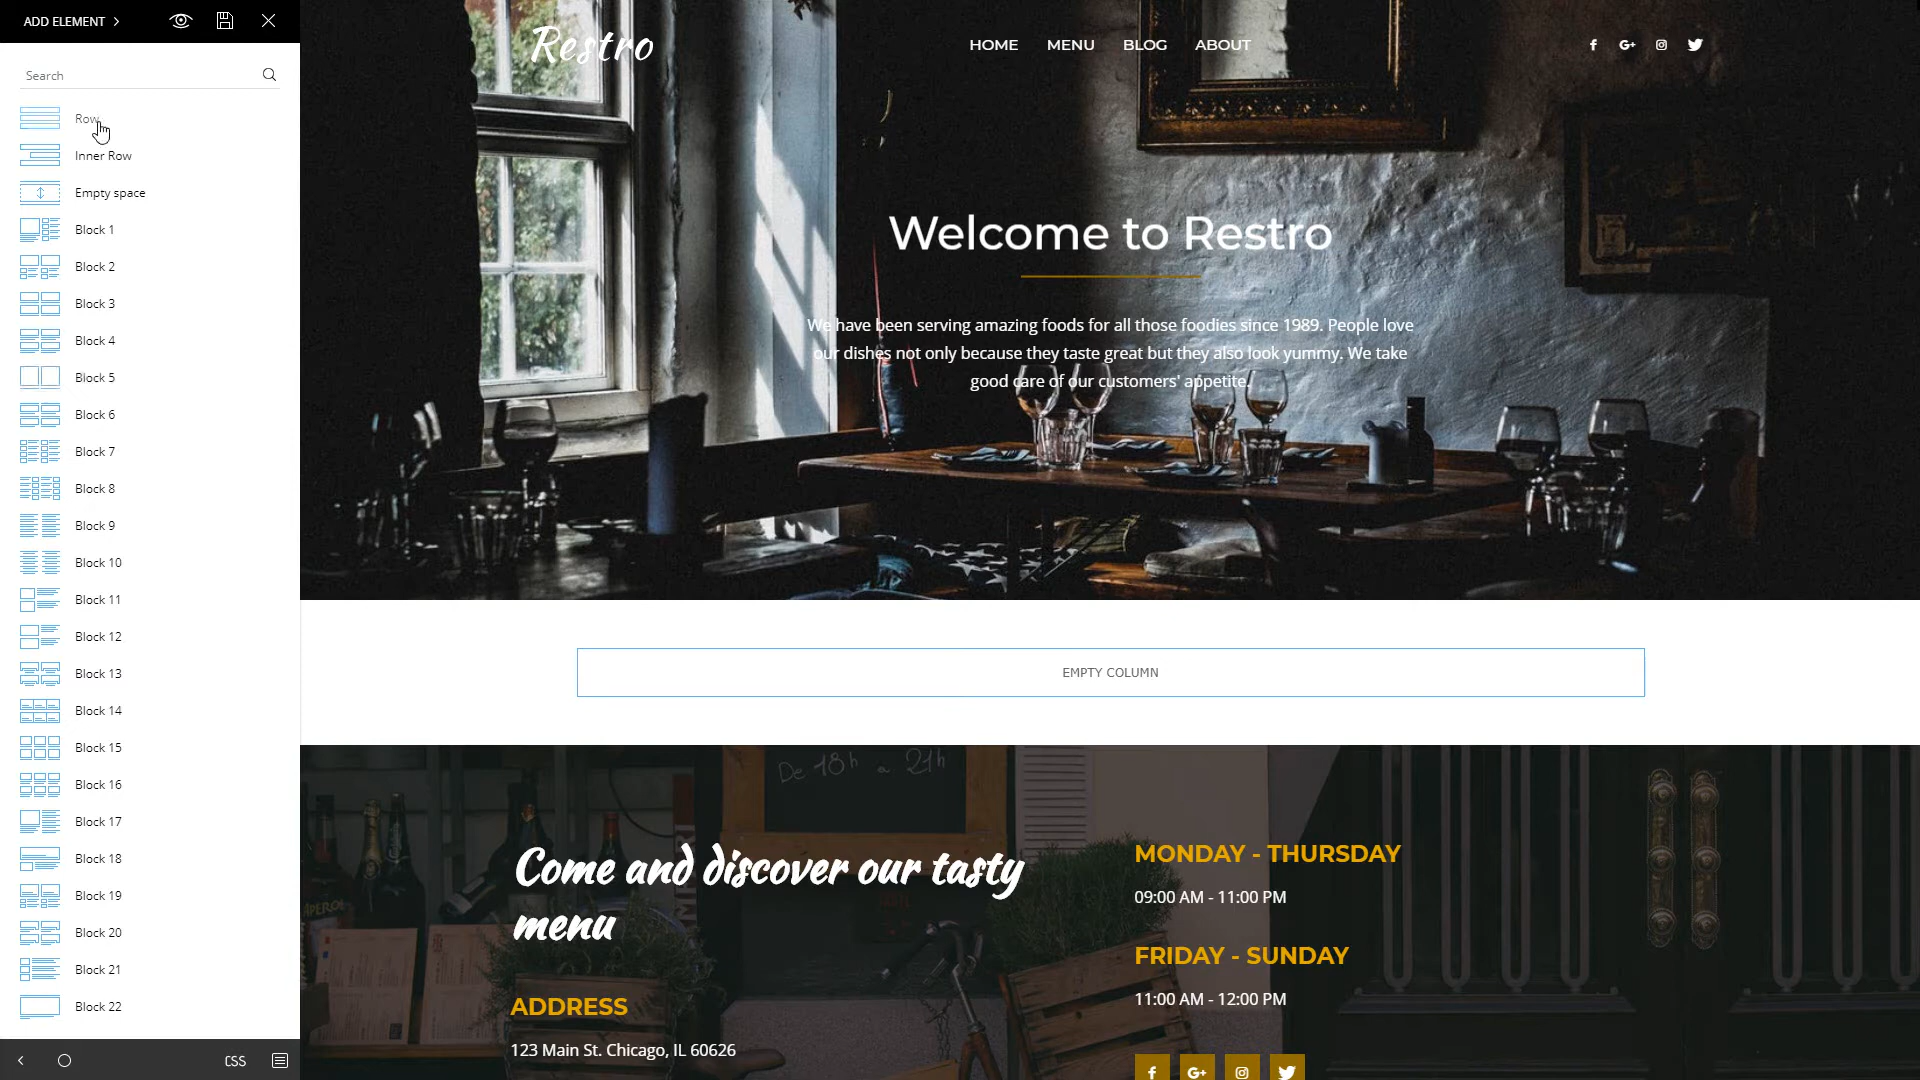 ADD ELEMENT
Search
Row
Inner Row
Empty space
Block 1
Block 2
Block 3
Block 4
Block 5
Block 6
Block 7
Block 8
Block 9
Block 10
Block 11
Block 12
Block 13
Block 14
Block 15
Block 16
Block 17
Block 18
Block 19
Block 20
Block 21
Block 22
CSS
Restro
HOME MENU BLOG ABOUT
Welcome to Restro
We have been serving amazing foods for all those foodies since 1989. People love
our dishes not only because they taste great but they also look yummy. We take
good care of our customers' appetite.
EMPTY COLUMN
De 18h a 21h
Come and discover our tasty
menu
ADDRESS
123 Main St. Chicago, IL 60626
MONDAY - THURSDAY
09:00 AM - 11:00 PM
FRIDAY - SUNDAY
11:00 AM - 12:00 PM